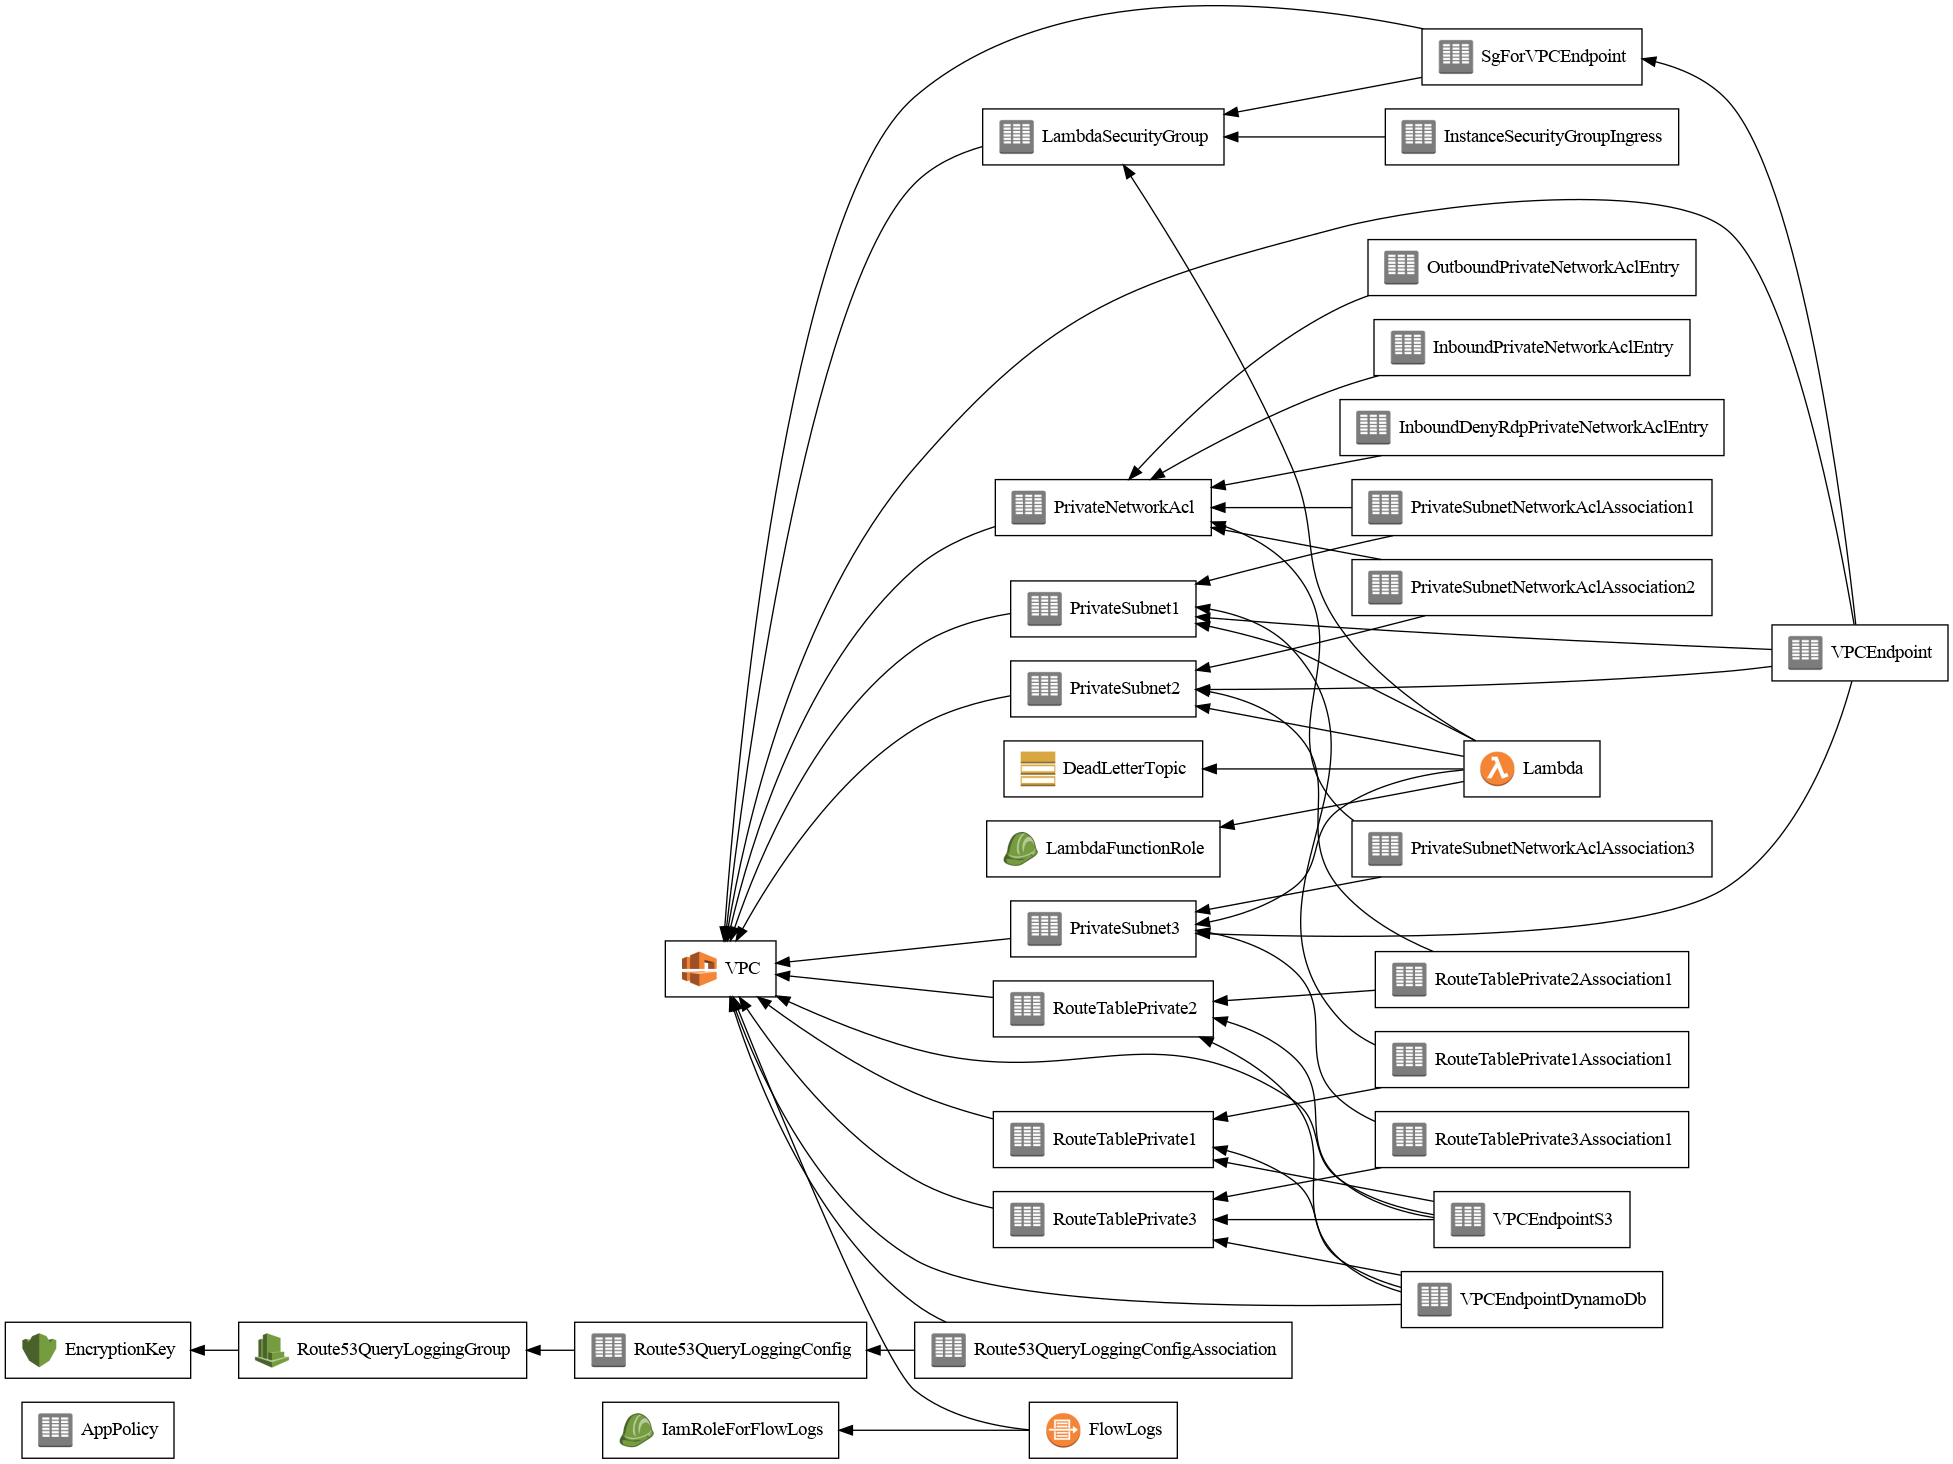 SgForVPCEndpoint
LambdaSecurityGroup
InstanceSecurityGroupIngress
OutboundPrivateNetworkAclEntry
InboundPrivateNetworkAclEntry
InboundDenyRdpPrivateNetworkAclEntry
PrivateNetworkAcl
PrivateSubnetNetworkAclAssociation1
PrivateSubnetNetworkAclAssociation2
PrivateSubnet1
VPCEndpoint
PrivateSubnet2
DeadLetterTopic
Lambda
LambdaFunctionRole
PrivateSubnetNetworkAclAssociation3
PrivateSubnet3
VPC
RouteTablePrivate2Association1
RouteTablePrivate2
RouteTablePrivate1Association1
RouteTablePrivate1
RouteTablePrivate3Association1
RouteTablePrivate3
VPCEndpointS3
VPCEndpointDynamoDb
EncryptionKey
Route53QueryLoggingGroup
Route53QueryLoggingConfig
Route53QueryLoggingConfigAssociation
AppPolicy
IamRoleForFlowLogs
FlowLogs